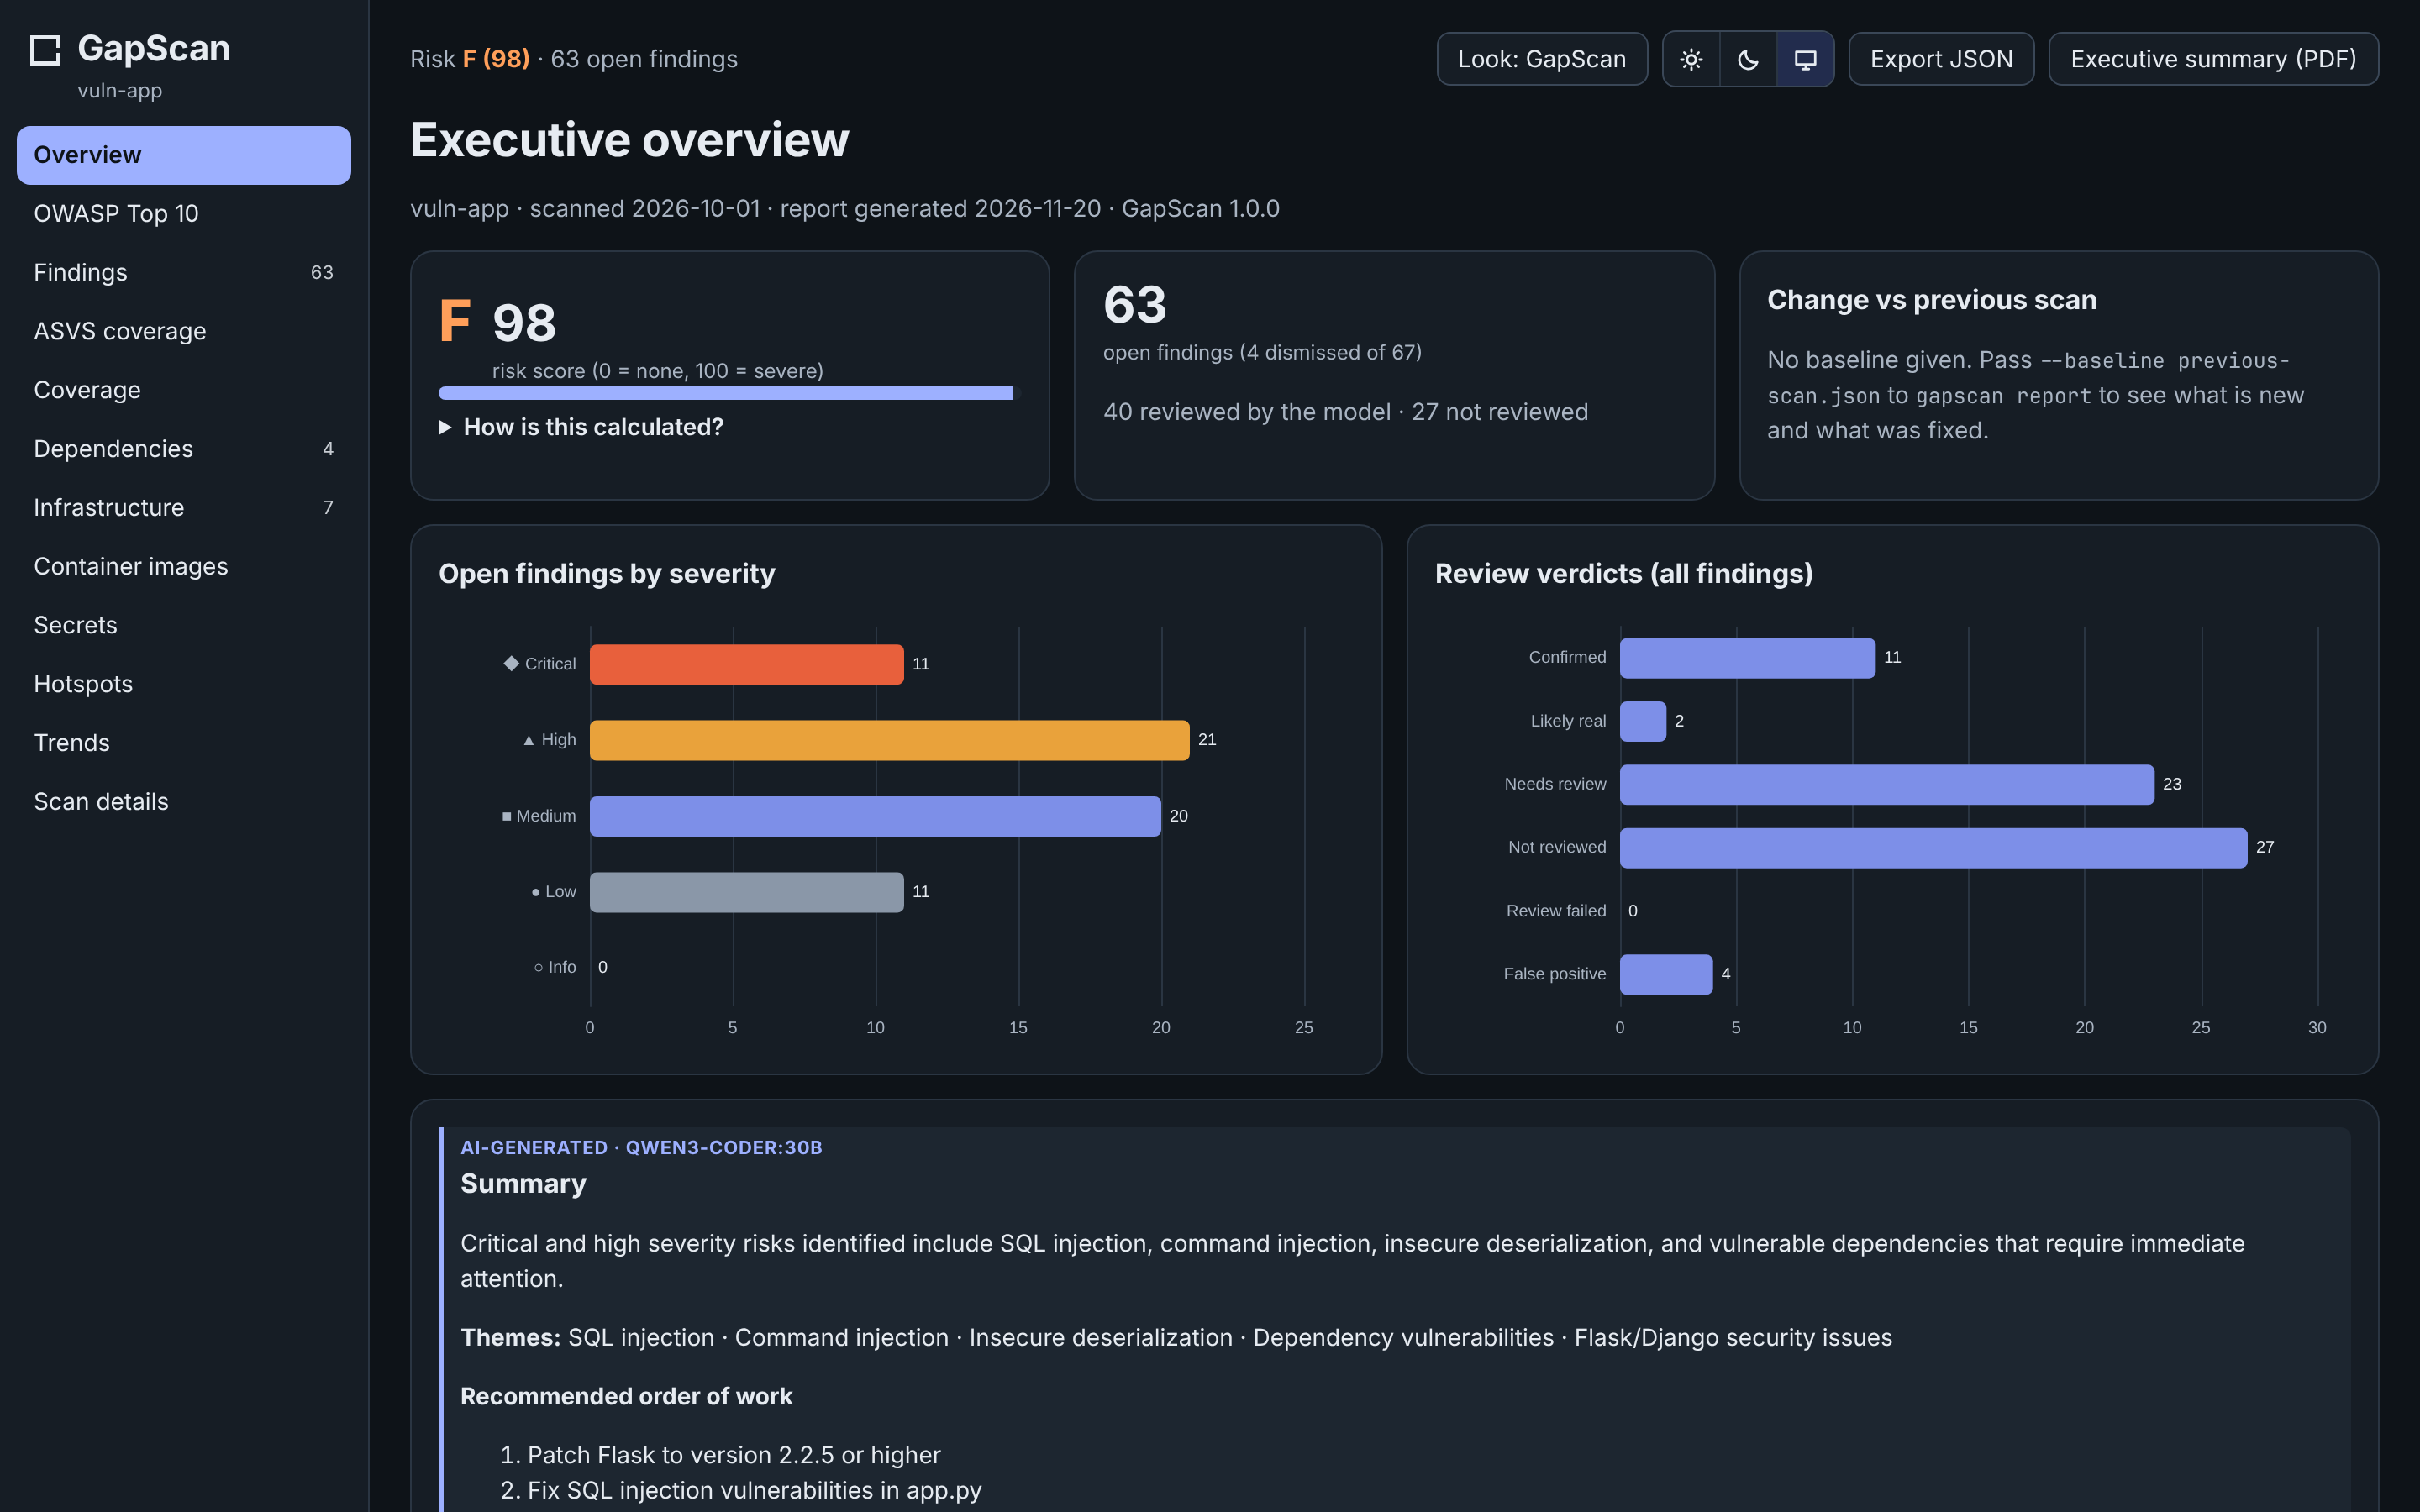 GapScan
vuln-app
Overview
OWASP Top 10
Findings 63
ASVS coverage
Coverage
Dependencies 4
Infrastructure 7
Container images
Secrets
Hotspots
Trends
Scan details
Risk F (98) · 63 open findings
Look: GapScan
Export JSON
Executive summary (PDF)
Executive overview
vuln-app · scanned 2026-10-01 · report generated 2026-11-20 · GapScan 1.0.0
F 98
risk score (0 = none, 100 = severe)
▶ How is this calculated?
63
open findings (4 dismissed of 67)
40 reviewed by the model · 27 not reviewed
Change vs previous scan
No baseline given. Pass --baseline previous-
scan.json to gapscan report to see what is new
and what was fixed.
Open findings by severity
◆ Critical 11
▲ High 21
■ Medium 20
● Low 11
○ Info 0
0 5 10 15 20 25
Review verdicts (all findings)
Confirmed 11
Likely real 2
Needs review 23
Not reviewed 27
Review failed 0
False positive 4
0 5 10 15 20 25 30
AI-GENERATED · QWEN3-CODER:30B
Summary
Critical and high severity risks identified include SQL injection, command injection, insecure deserialization, and vulnerable dependencies that require immediate
attention.
Themes: SQL injection · Command injection · Insecure deserialization · Dependency vulnerabilities · Flask/Django security issues
Recommended order of work
1. Patch Flask to version 2.2.5 or higher
2. Fix SQL injection vulnerabilities in app.py